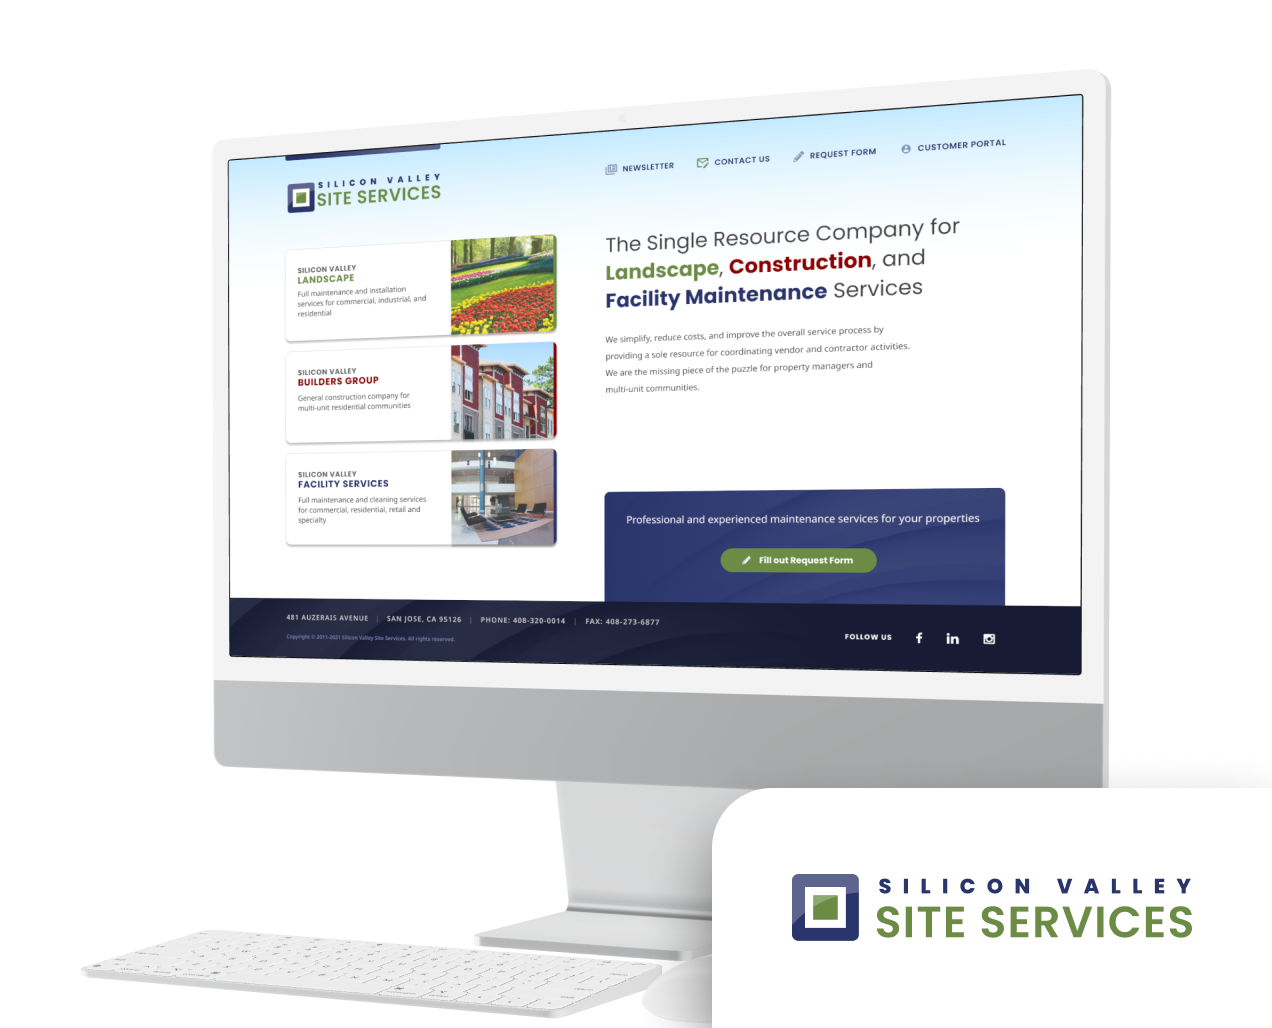 NEWSLETTER
CONTACT US
REQUEST FORM
CUSTOMER PORTAL
SILICON VALLEY
SITE SERVICES
SILICON VALLEY
LANDSCAPE
Full maintenance and installation
services for commercial, industrial, and
residential
SILICON VALLEY
BUILDERS GROUP
General construction company for
multi-unit residential communities
SILICON VALLEY
FACILITY SERVICES
Full maintenance and cleaning services
for commercial, residential, retail and
specialty
The Single Resource Company for
Landscape, Construction, and
Facility Maintenance Services
We simplify, reduce costs, and improve the overall service process by
providing a sole resource for coordinating vendor and contractor activities.
We are the missing piece of the puzzle for property managers and
multi-unit communities.
Professional and experienced maintenance services for your properties
Fill out Request Form
481 AUZERAIS AVENUE | SAN JOSE, CA 95126 | PHONE: 408-320-0014 | FAX: 408-273-6877
Copyright © 2011-2021 Silicon Valley Site Services. All rights reserved.
FOLLOW US
SILICON VALLEY
SITE SERVICES